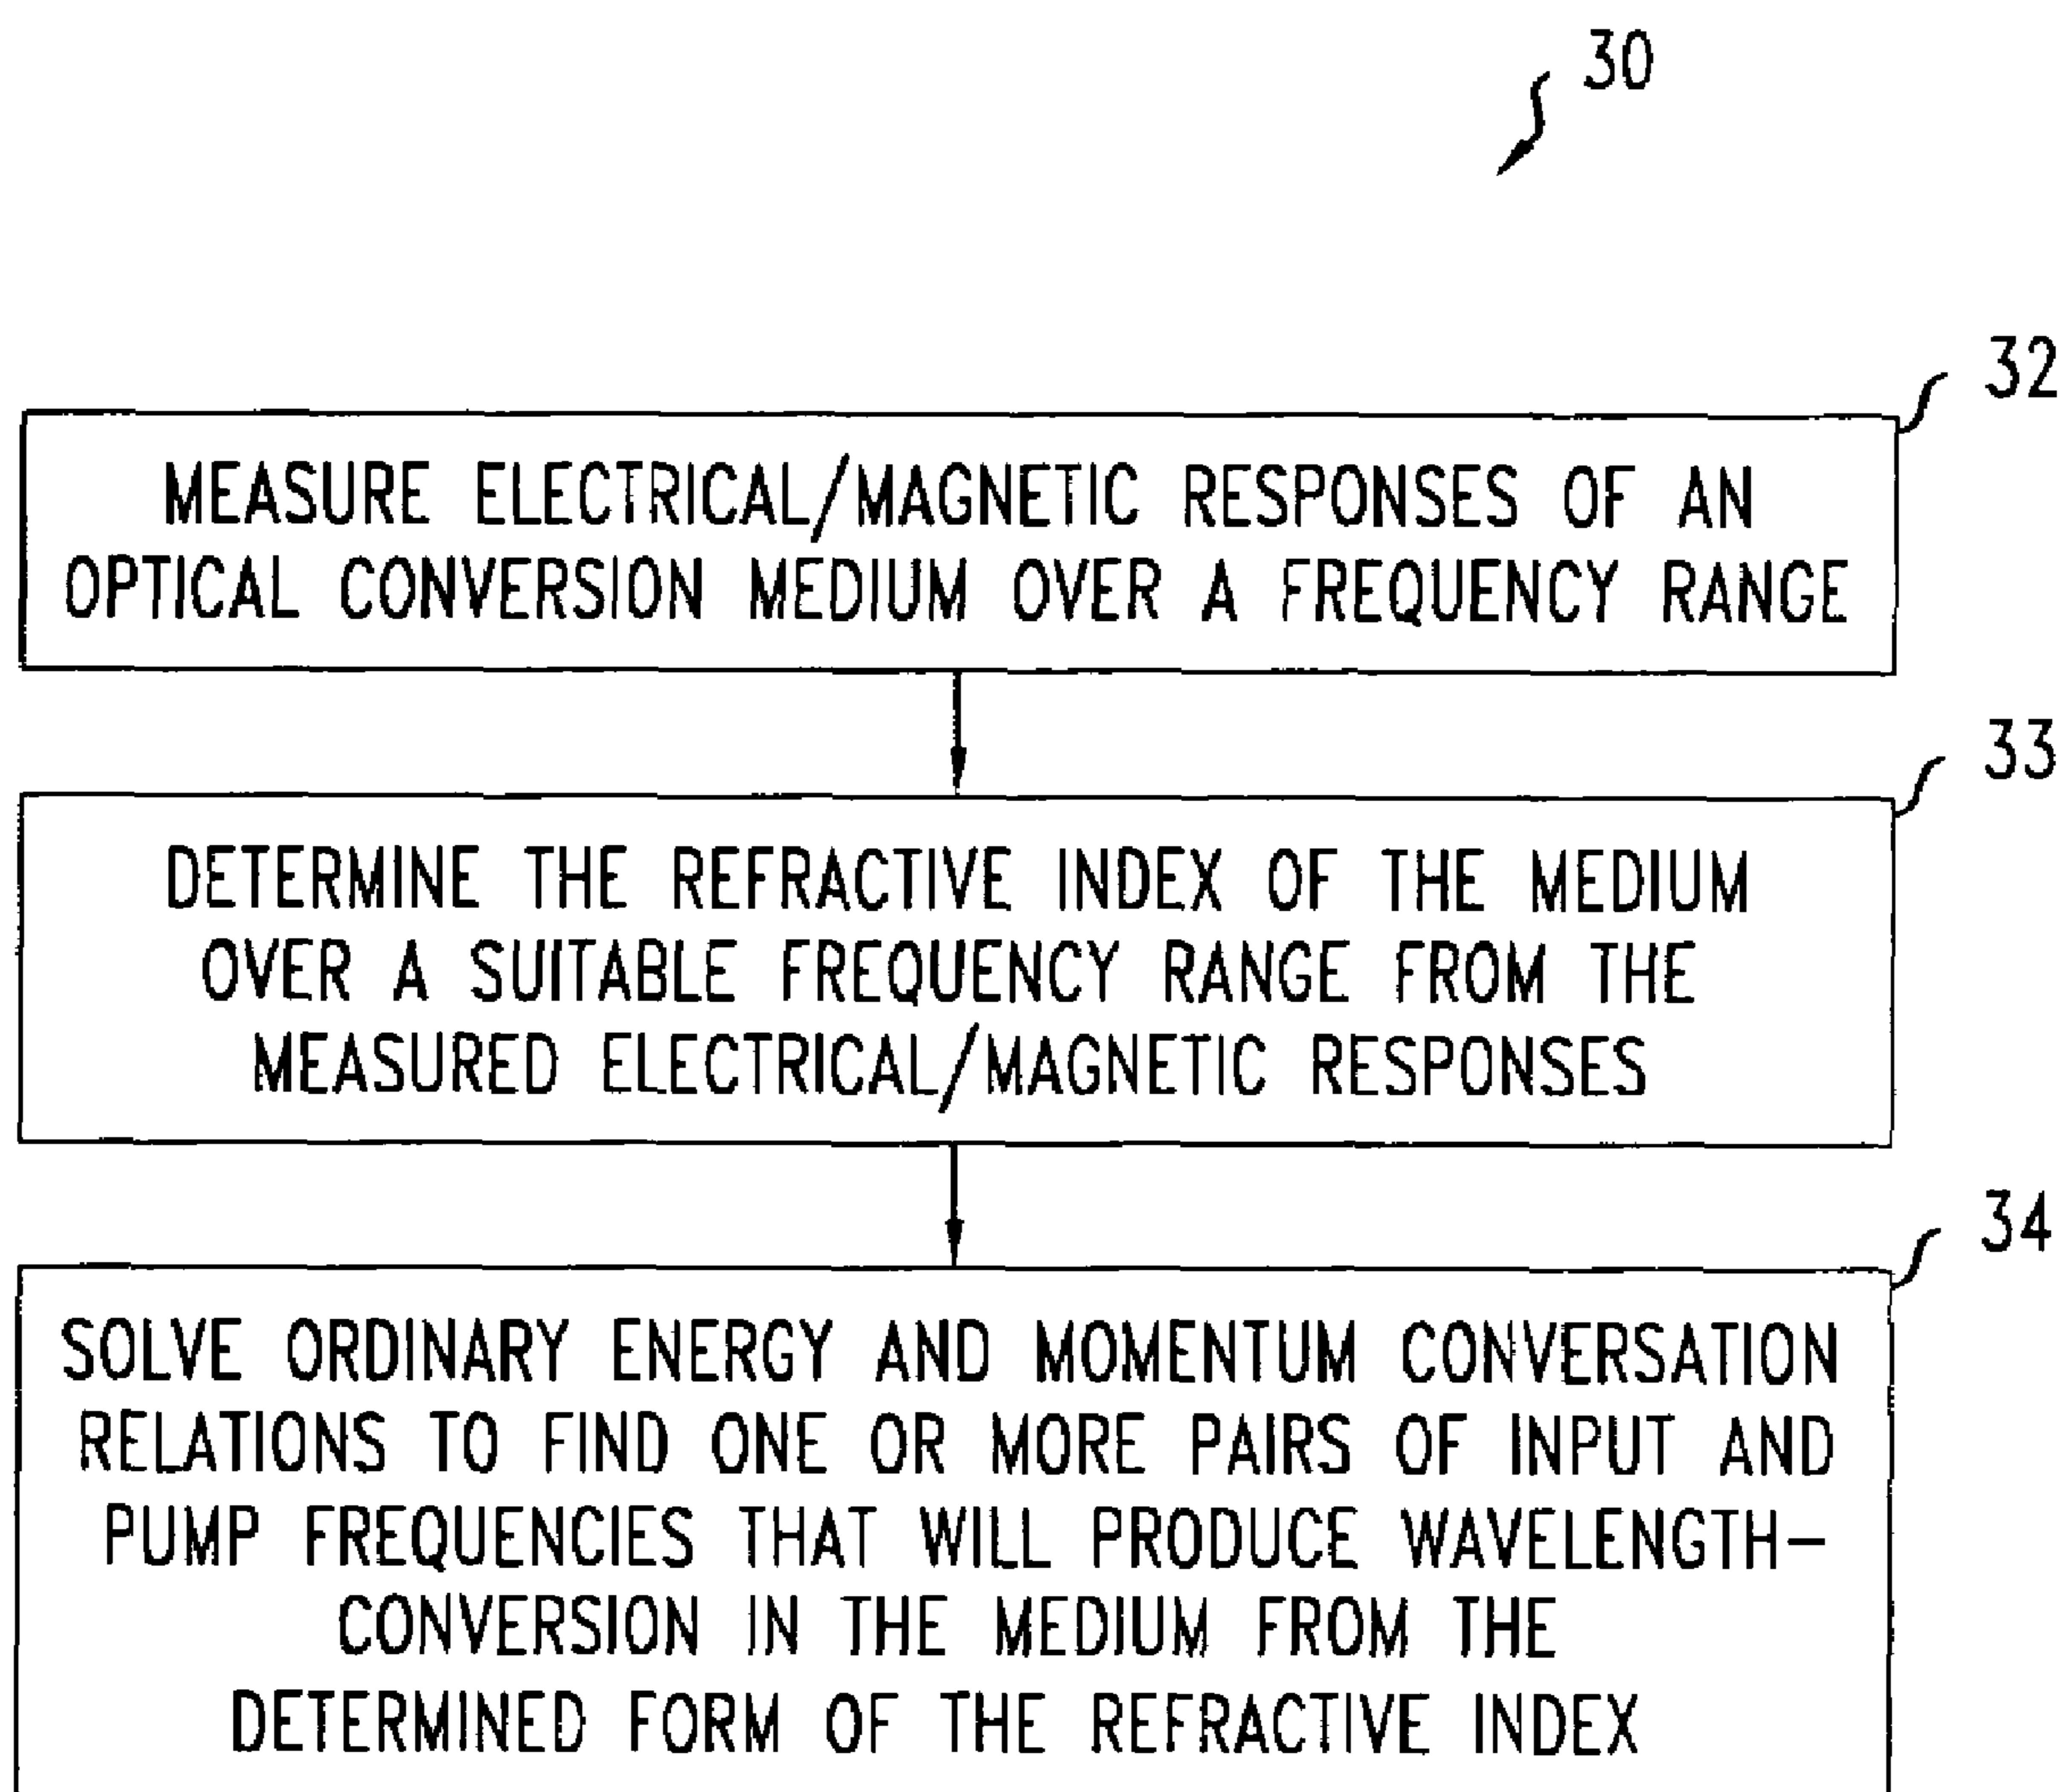 30
32
MEASURE ELECTRICAL/MAGNETIC RESPONSES OF AN
OPTICAL CONVERSION MEDIUM OVER A FREQUENCY RANGE
33
DETERMINE THE REFRACTIVE INDEX OF THE MEDIUM
OVER A SUITABLE FREQUENCY RANGE FROM THE
MEASURED ELECTRICAL/MAGNETIC RESPONSES
34
SOLVE ORDINARY ENERGY AND MOMENTUM CONVERSATION
RELATIONS TO FIND ONE OR MORE PAIRS OF INPUT AND
PUMP FREQUENCIES THAT WILL PRODUCE WAVELENGTH-
CONVERSION IN THE MEDIUM FROM THE
DETERMINED FORM OF THE REFRACTIVE INDEX